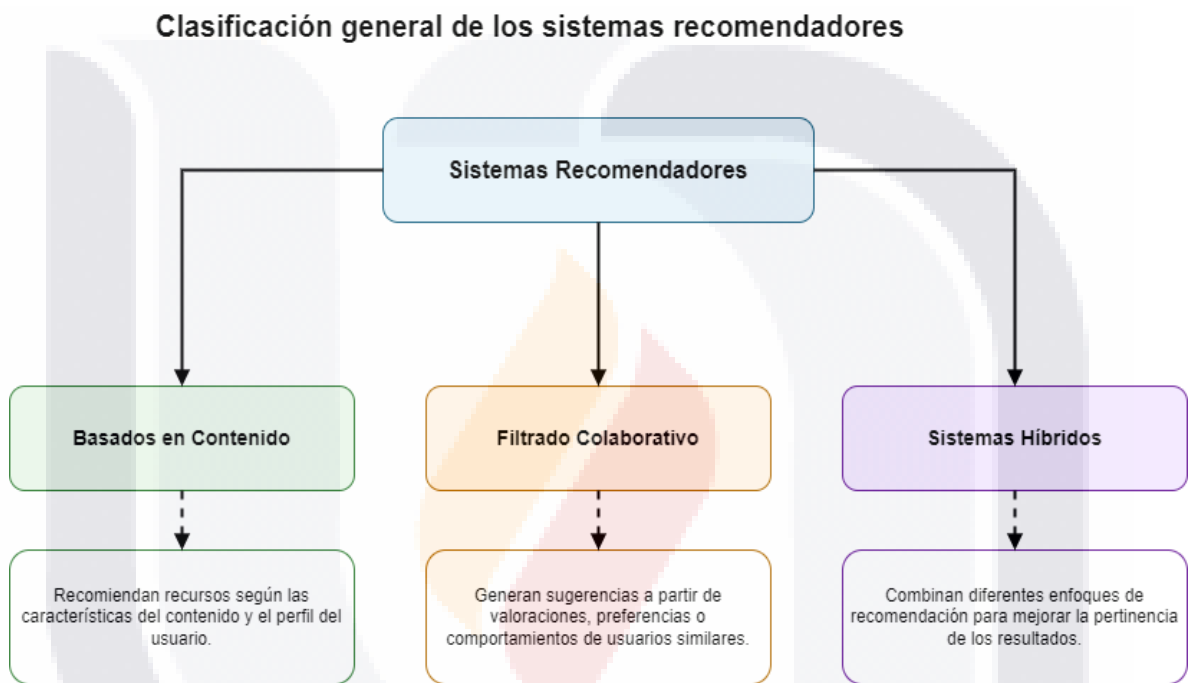 Clasificación general de los sistemas recomendadores
Sistemas Recomendadores
Basados en Contenido
Filtrado Colaborativo
Sistemas Híbridos
Recomiendan recursos según las
características del contenido y el perfil del
usuario.
Generan sugerencias a partir de
valoraciones, preferencias o
comportamientos de usuarios similares.
Combinan diferentes enfoques de
recomendación para mejorar la pertinencia
de los resultados.